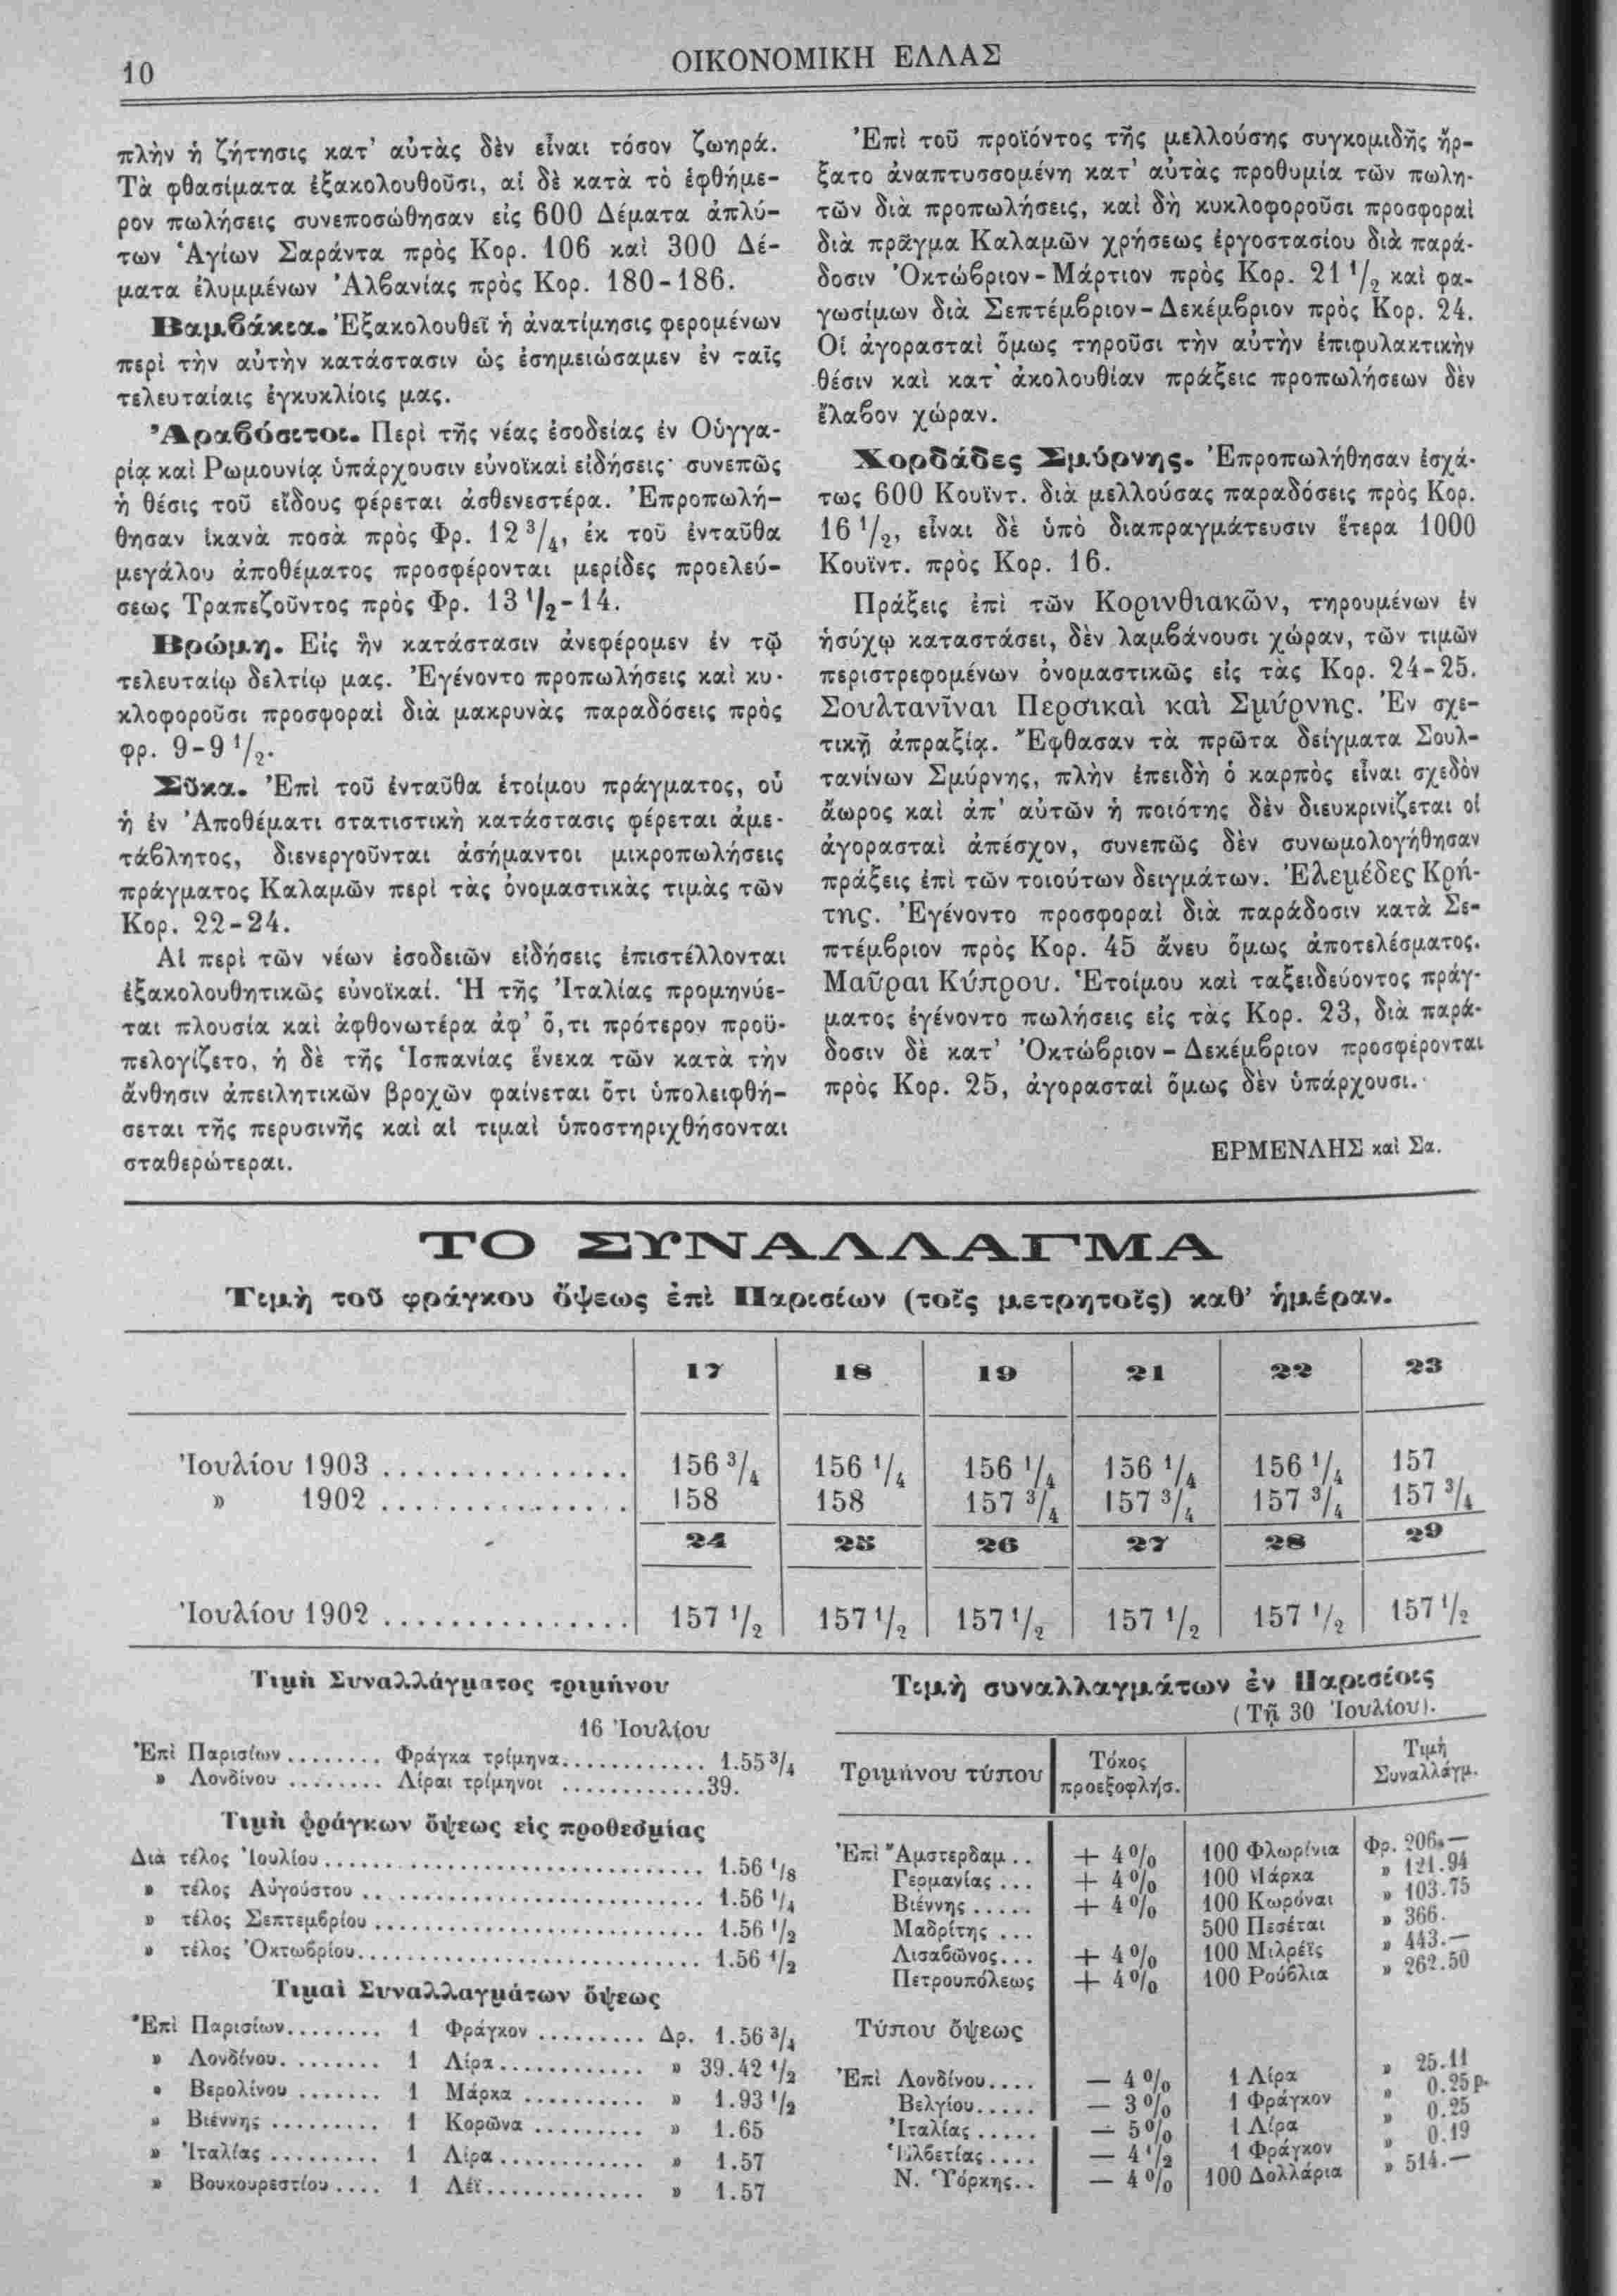 10
ΟΙΚΟΝΟΜΙΚΗ ΕΛΛΑΣ
πλὴν ἡ ζήτησις κατ’ αὐτὰς δὲν εἶναι τόσον ζωηρά.
Τὰ φθασίματα ἐξακολουθοῦσι, αἱ δὲ κατὰ τὸ ἑφθήμε-
ρον πωλήσεις συνεποσώθησαν εἰς 600 Δέματα ἀπλύ-
των Ἁγίων Σαράντα πρὸς Κορ. 106 καὶ 300 Δέ-
ματα ἐλυμμένων Ἀλβανίας πρὸς Κορ. 180-186.
Βαμβάκια. Ἐξακολουθεῖ ἡ ἀνατίμησις φερομένων
περὶ τὴν αὐτὴν κατάστασιν ὡς ἐσημειώσαμεν ἐν ταῖς
τελευταίαις ἐγκυκλίοις μας.
Ἀραβόσιτοι. Περὶ τῆς νέας ἐσοδείας ἐν Οὑγγα-
ρίᾳ καὶ Ρωμουνίᾳ ὑπάρχουσιν εὐνοϊκαὶ εἰδήσεις· συνεπῶς
ἡ θέσις τοῦ εἴδους φέρεται ἀσθενεστέρα. Ἐπροπωλή-
θησαν ἱκανὰ ποσὰ πρὸς Φρ. 12 3/4, ἐκ τοῦ ἐνταῦθα
μεγάλου ἀποθέματος προσφέρονται μερίδες προελεύ-
σεως Τραπεζοῦντος πρὸς Φρ. 13 1/2-14.
Βρώμη. Εἰς ἣν κατάστασιν ἀνεφέρομεν ἐν τῷ
τελευταίῳ δελτίῳ μας. Ἐγένοντο προπωλήσεις καὶ κυ-
κλοφοροῦσι προσφοραὶ διὰ μακρυνὰς παραδόσεις πρὸς
φρ. 9-9 1/2.
Σῦκα. Ἐπὶ τοῦ ἐνταῦθα ἑτοίμου πράγματος, οὗ
ἡ ἐν Ἀποθέματι στατιστικὴ κατάστασις φέρεται ἀμε-
τάβλητος, διενεργοῦνται ἀσήμαντοι μικροπωλήσεις
πράγματος Καλαμῶν περὶ τὰς ὀνομαστικὰς τιμὰς τῶν
Κορ. 22-24.
Αἱ περὶ τῶν νέων ἐσοδειῶν εἰδήσεις ἐπιστέλλονται
ἐξακολουθητικῶς εὐνοϊκαί. Ἡ τῆς Ἰταλίας προμηνύε-
ται πλουσία καὶ ἀφθονωτέρα ἀφ’ ὅ,τι πρότερον προϋ-
πελογίζετο, ἡ δὲ τῆς Ἱσπανίας ἕνεκα τῶν κατὰ τὴν
ἄνθησιν ἀπειλητικῶν βροχῶν φαίνεται ὅτι ὑπολειφθή-
σεται τῆς περυσινῆς καὶ αἱ τιμαὶ ὑποστηριχθήσονται
σταθερώτεραι.
Ἐπὶ τοῦ προϊόντος τῆς μελλούσης συγκομιδῆς ἤρ-
ξατο ἀναπτυσσομένη κατ’ αὐτὰς προθυμία τῶν πωλη-
τῶν διὰ προπωλήσεις, καὶ δὴ κυκλοφοροῦσι προσφοραὶ
διὰ πρᾶγμα Καλαμῶν χρήσεως ἐργοστασίου διὰ παρά-
δοσιν Ὀκτώβριον-Μάρτιον πρὸς Κορ. 21 1/2 καὶ φα-
γωσίμων διὰ Σεπτέμβριον-Δεκέμβριον πρὸς Κορ. 24.
Οἱ ἀγορασταὶ ὅμως τηροῦσι τὴν αὐτὴν ἐπιφυλακτικὴν
θέσιν καὶ κατ’ ἀκολουθίαν πράξεις προπωλήσεων δὲν
ἔλαβον χώραν.
Χορδάδες Σμύρνης. Ἐπροπωλήθησαν ἐσχά-
τως 600 Κουϊντ. διὰ μελλούσας παραδόσεις πρὸς Κορ.
16 1/2, εἶναι δὲ ὑπὸ διαπραγμάτευσιν ἕτερα 1000
Κουϊντ. πρὸς Κορ. 16.
Πράξεις ἐπὶ τῶν Κορινθιακῶν, τηρουμένων ἐν
ἡσύχῳ καταστάσει, δὲν λαμβάνουσι χώραν, τῶν τιμῶν
περιστρεφομένων ὀνομαστικῶς εἰς τὰς Κορ. 24-25.
Σουλτανῖναι Περσικαὶ καὶ Σμύρνης. Ἐν σχε-
τικῇ ἀπραξίᾳ. Ἔφθασαν τὰ πρῶτα δείγματα Σουλ-
τανίνων Σμύρνης, πλὴν ἐπειδὴ ὁ καρπὸς εἶναι σχεδὸν
ἄωρος καὶ ἀπ’ αὐτῶν ἡ ποιότης δὲν διευκρινίζεται οἱ
ἀγορασταὶ ἀπέσχον, συνεπῶς δὲν συνωμολογήθησαν
πράξεις ἐπὶ τῶν τοιούτων δειγμάτων. Ἐλεμέδες Κρή-
της. Ἐγένοντο προσφοραὶ διὰ παράδοσιν κατὰ Σε-
πτέμβριον πρὸς Κορ. 45 ἄνευ ὅμως ἀποτελέσματος.
Μαῦραι Κύπρου. Ἑτοίμου καὶ ταξειδεύοντος πράγ-
ματος ἐγένοντο πωλήσεις εἰς τὰς Κορ. 23, διὰ παρά-
δοσιν δὲ κατ’ Ὀκτώβριον-Δεκέμβριον προσφέρονται
πρὸς Κορ. 25, ἀγορασταὶ ὅμως δὲν ὑπάρχουσι.
ΕΡΜΕΝΛΗΣ καὶ Σα.
ΤΟ ΣΥΝΑΛΛΑΓΜΑ
Τιμὴ τοῦ φράγκου ὄψεως ἐπὶ Παρισίων (τοῖς μετρητοῖς) καθ’ ἡμέραν.
17 18 19 21 22 23
Ἰουλίου 1903 ............... 156 3/4 156 1/4 156 1/4 156 1/4 156 1/4 157
» 1902 ............... 158 158 157 3/4 157 3/4 157 3/4 157 3/4
24 25 26 27 28 29
Ἰουλίου 1902 ............... 157 1/2 157 1/2 157 1/2 157 1/2 157 1/2 157 1/2
Τιμὴ Συναλλάγματος τριμήνου
16 Ἰουλίου
Ἐπὶ Παρισίων ........ Φράγκα τρίμηνα ............ 1.55 3/4
» Λονδίνου ........ Λίραι τρίμηνοι ............ 39.
Τιμὴ φράγκων ὄψεως εἰς προθεσμίας
Διὰ τέλος Ἰουλίου ............ 1.56 1/8
» τέλος Αὐγούστου ............ 1.56 1/4
» τέλος Σεπτεμβρίου ............ 1.56 1/2
» τέλος Ὀκτωβρίου ............ 1.56 1/2
Τιμαὶ Συναλλαγμάτων ὄψεως
Ἐπὶ Παρισίων ........ 1 Φράγκον ......... Δρ. 1.56 3/4
» Λονδίνου ........ 1 Λίρα ............ » 39.42 1/2
» Βερολίνου ....... 1 Μάρκα .......... » 1.93 1/2
» Βιέννης ......... 1 Κορῶνα ......... » 1.65
» Ἰταλίας ......... 1 Λίρα ............ » 1.57
» Βουκουρεστίου .... 1 Λέϊ ............. » 1.57
Τιμὴ συναλλαγμάτων ἐν Παρισίοις
(Τῇ 30 Ἰουλίου).
Τριμήνου τύπου Τόκος προεξοφλήσ. Τιμὴ Συναλλάγμ.
Ἐπὶ Ἄμστερδαμ .. + 4% 100 Φλωρίνια Φρ. 206.—
Γερμανίας ... + 4% 100 Μάρκα » 121.94
Βιέννης ..... + 4% 100 Κωρόναι » 103.75
Μαδρίτης ... 500 Πεσέται » 366.
Λισαβῶνος... + 4% 100 Μιλρέϊς » 443.—
Πετρουπόλεως + 4% 100 Ρούβλια » 262.50
Τύπου ὄψεως
Ἐπὶ Λονδίνου.... — 4% 1 Λίρα » 25.11
Βελγίου..... — 3% 1 Φράγκον » 0.25 p.
Ἰταλίας ..... — 5% 1 Λίρα » 0.25
Ἑλβετίας .... — 4 1/2 1 Φράγκον » 0.19
Ν. Ὑόρκης.. — 4% 100 Δολλάρια » 514.—